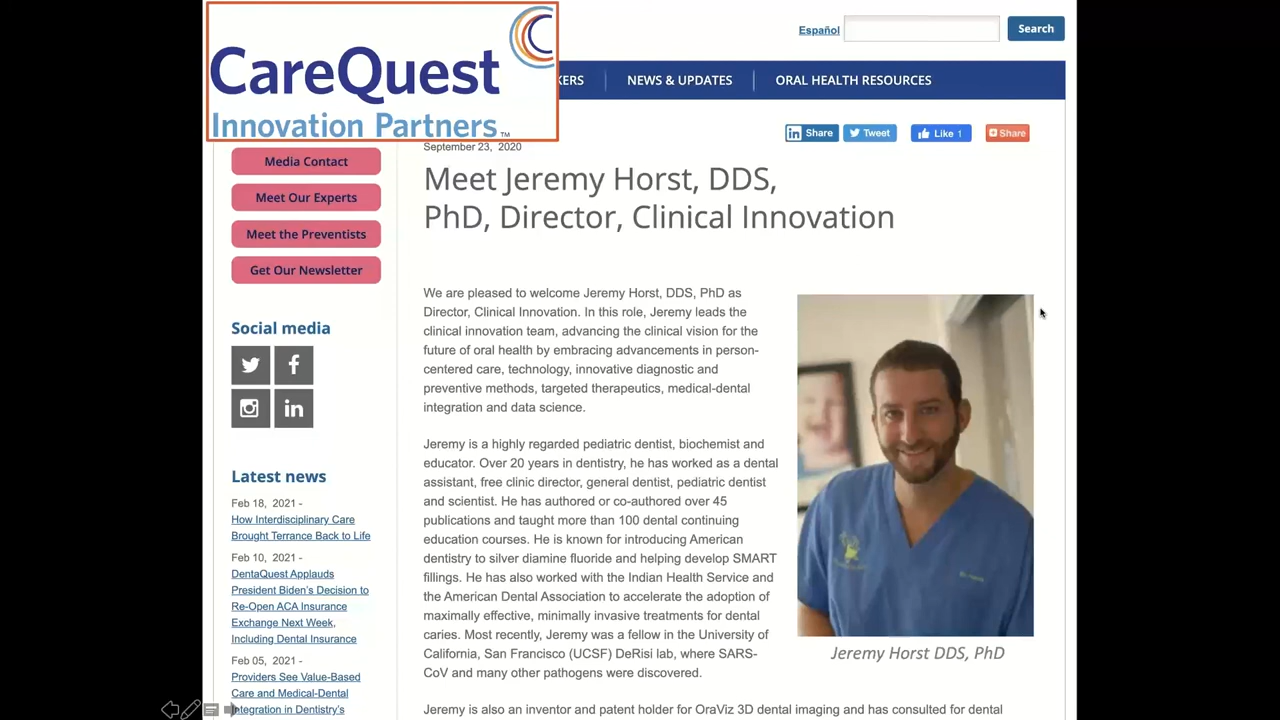 CareQuest
Innovation Partners™
Español
Search
KERS
NEWS & UPDATES
ORAL HEALTH RESOURCES
Share
Tweet
Like 1
Share
Media Contact
Meet Our Experts
Meet the Preventists
Get Our Newsletter
Social media
Latest news
Feb 18, 2021 -
How Interdisciplinary Care
Brought Terrance Back to Life
Feb 10, 2021 -
DentaQuest Applauds
President Biden's Decision to
Re-Open ACA Insurance
Exchange Next Week,
Including Dental Insurance
Feb 05, 2021 -
Providers See Value-Based
Care and Medical-Dental
Integration in Dentistry's
September 23, 2020
Meet Jeremy Horst, DDS,
PhD, Director, Clinical Innovation
We are pleased to welcome Jeremy Horst, DDS, PhD as
Director, Clinical Innovation. In this role, Jeremy leads the
clinical innovation team, advancing the clinical vision for the
future of oral health by embracing advancements in person-
centered care, technology, innovative diagnostic and
preventive methods, targeted therapeutics, medical-dental
integration and data science.
Jeremy is a highly regarded pediatric dentist, biochemist and
educator. Over 20 years in dentistry, he has worked as a dental
assistant, free clinic director, general dentist, pediatric dentist
and scientist. He has authored or co-authored over 45
publications and taught more than 100 dental continuing
education courses. He is known for introducing American
dentistry to silver diamine fluoride and helping develop SMART
fillings. He has also worked with the Indian Health Service and
the American Dental Association to accelerate the adoption of
maximally effective, minimally invasive treatments for dental
caries. Most recently, Jeremy was a fellow in the University of
California, San Francisco (UCSF) DeRisi lab, where SARS-
CoV and many other pathogens were discovered.
Jeremy is also an inventor and patent holder for OraViz 3D dental imaging and has consulted for dental
Jeremy Horst DDS, PhD